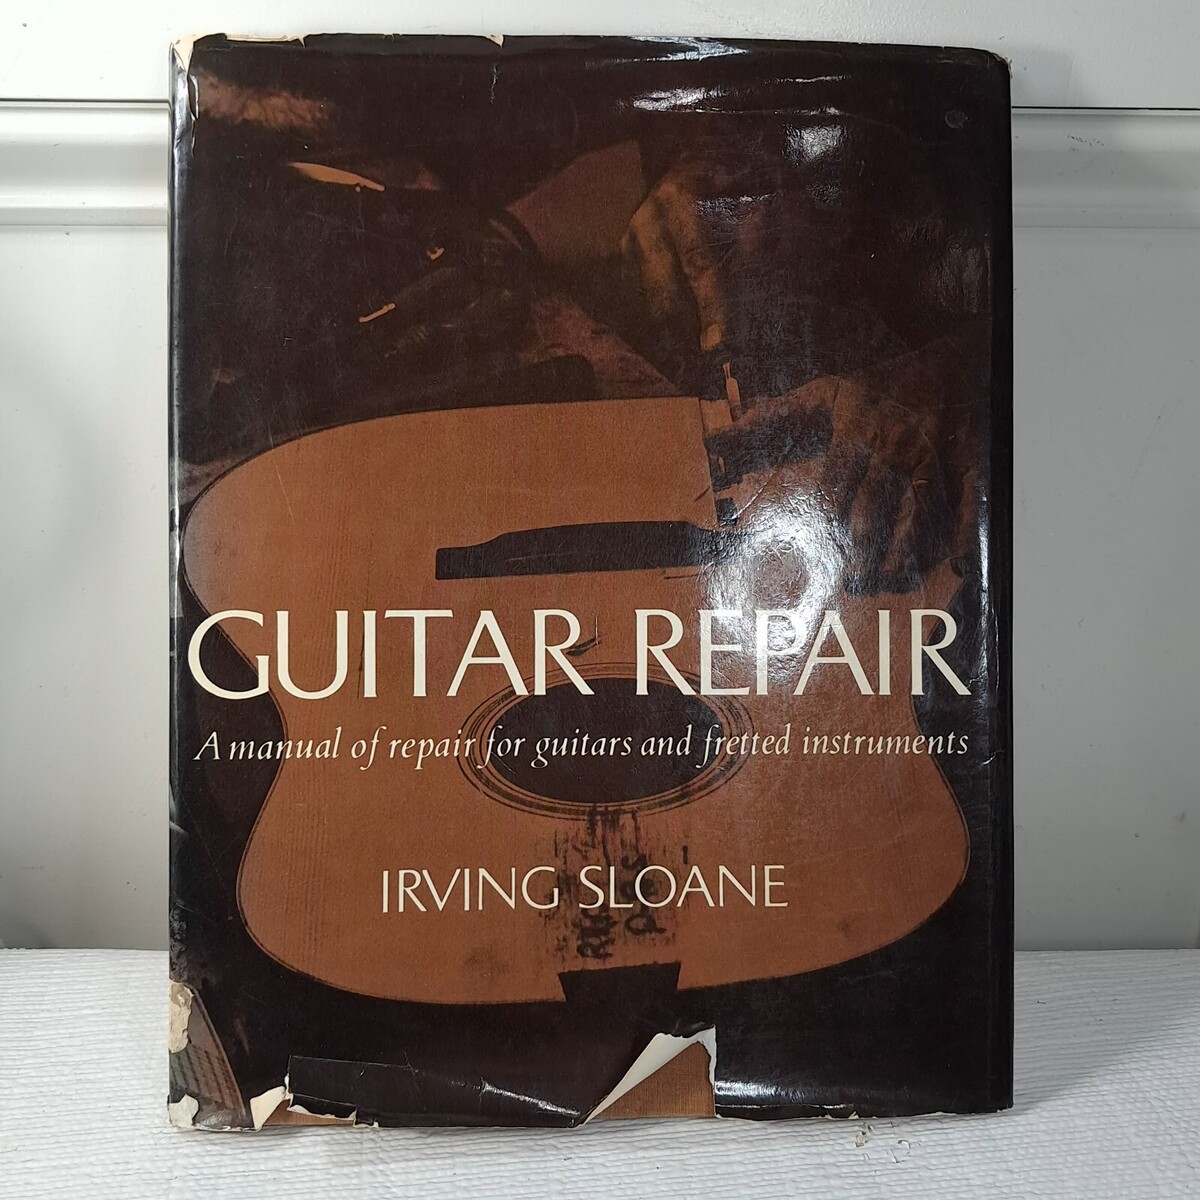 GUITAR REPAIR
A manual of repair for guitars and fretted instruments
IRVING SLOANE